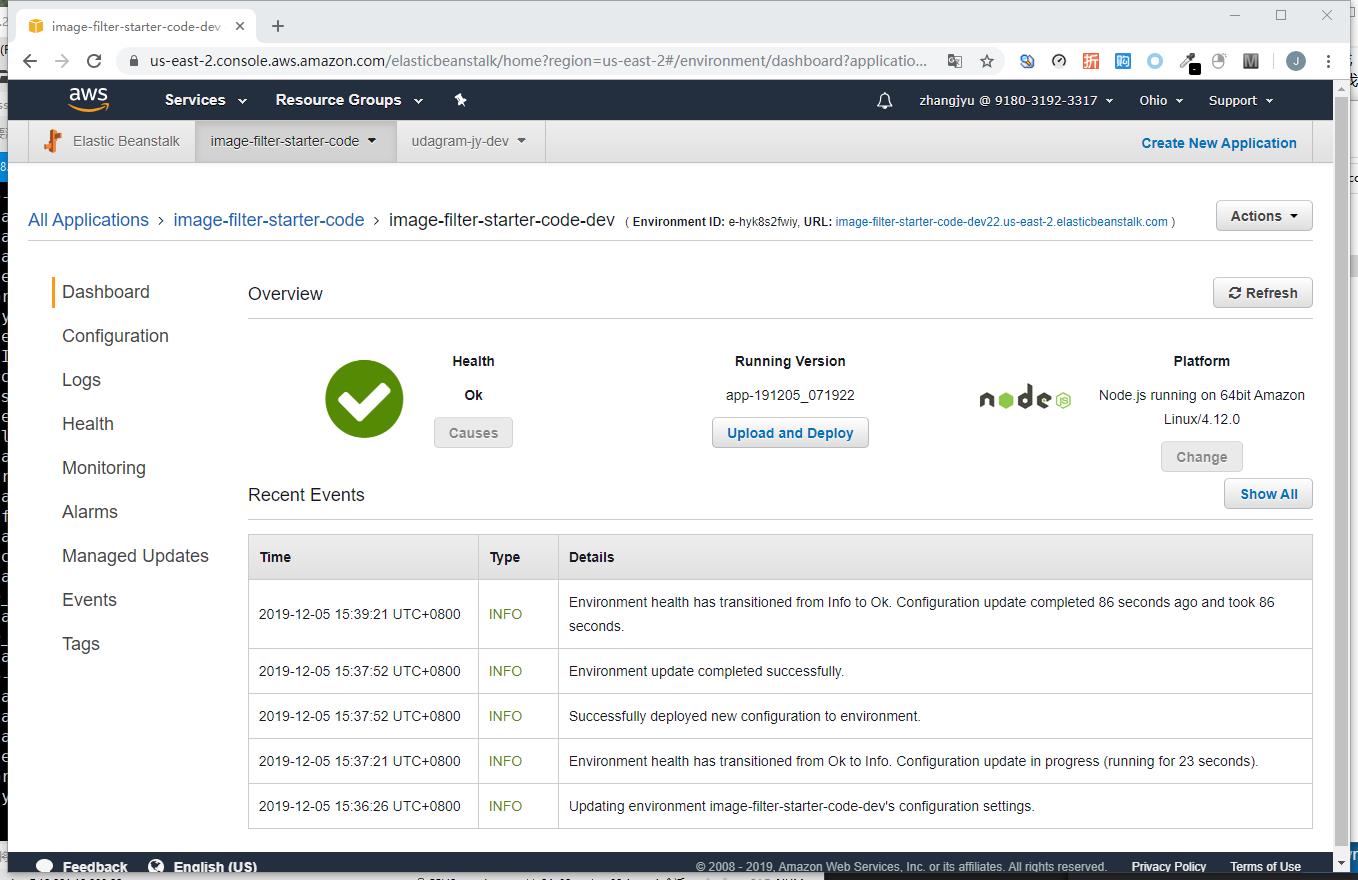 image-filter-starter-code-dev
us-east-2.console.aws.amazon.com/elasticbeanstalk/home?region=us-east-2#/environment/dashboard?applicatio...
折
购
M
J
aws
Services
Resource Groups
zhangjyu @ 9180-3192-3317
Ohio
Support
Elastic Beanstalk
image-filter-starter-code
udagram-jy-dev
Create New Application
All Applications › image-filter-starter-code › image-filter-starter-code-dev ( Environment ID: e-hyk8s2fwiy, URL: image-filter-starter-code-dev22.us-east-2.elasticbeanstalk.com )
Actions
Dashboard
Configuration
Logs
Health
Monitoring
Alarms
Managed Updates
Events
Tags
Overview
Refresh
Health
Ok
Causes
Running Version
app-191205_071922
Upload and Deploy
node
JS
Platform
Node.js running on 64bit Amazon
Linux/4.12.0
Change
Recent Events
Show All
Time Type Details
2019-12-05 15:39:21 UTC+0800 INFO Environment health has transitioned from Info to Ok. Configuration update completed 86 seconds ago and took 86
seconds.
2019-12-05 15:37:52 UTC+0800 INFO Environment update completed successfully.
2019-12-05 15:37:52 UTC+0800 INFO Successfully deployed new configuration to environment.
2019-12-05 15:37:21 UTC+0800 INFO Environment health has transitioned from Ok to Info. Configuration update in progress (running for 23 seconds).
2019-12-05 15:36:26 UTC+0800 INFO Updating environment image-filter-starter-code-dev's configuration settings.
Feedback
English (US)
© 2008 - 2019, Amazon Web Services, Inc. or its affiliates. All rights reserved.
Privacy Policy
Terms of Use